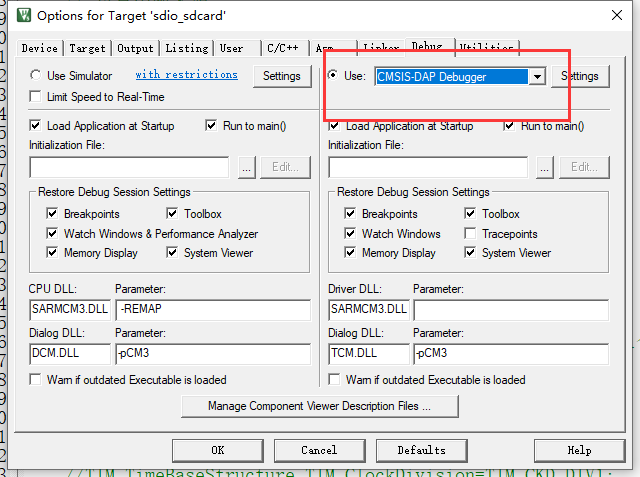 Options for Target 'sdio_sdcard'
Device Target Output Listing User C/C++ Asm Linker Debug Utilities
Use Simulator with restrictions Settings
Use: CMSIS-DAP Debugger Settings
Limit Speed to Real-Time
Load Application at Startup Run to main()
Load Application at Startup Run to main()
Initialization File:
Initialization File:
... Edit...
... Edit...
Restore Debug Session Settings
Breakpoints Toolbox
Watch Windows & Performance Analyzer
Memory Display System Viewer
Restore Debug Session Settings
Breakpoints Toolbox
Watch Windows Tracepoints
Memory Display System Viewer
CPU DLL: Parameter:
SARMCM3.DLL -REMAP
Dialog DLL: Parameter:
DCM.DLL -pCM3
Driver DLL: Parameter:
SARMCM3.DLL
Dialog DLL: Parameter:
TCM.DLL -pCM3
Warn if outdated Executable is loaded
Warn if outdated Executable is loaded
Manage Component Viewer Description Files ...
OK Cancel Defaults Help
//TIM_TimeBaseStructure.TIM_ClockDivision=TIM_CKD_DIV1;